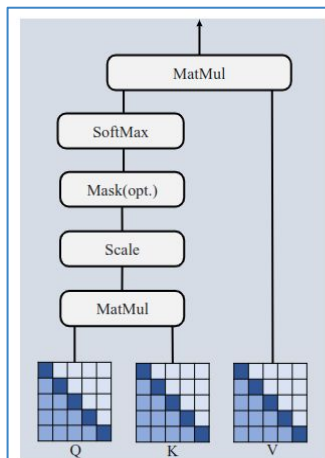 MatMul
SoftMax
Mask(opt.)
Scale
MatMul
Q K V